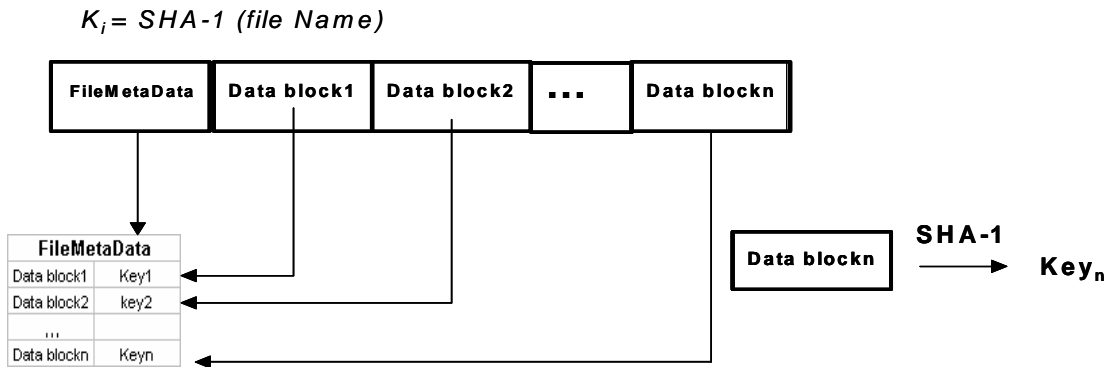 Ki = SHA-1 (file Name)
FileMetaData Data block1 Data block2 ... Data blockn
FileMetaData
Data block1 Key1
Data block2 key2
...
Data blockn Keyn
Data blockn
SHA-1
Keyn